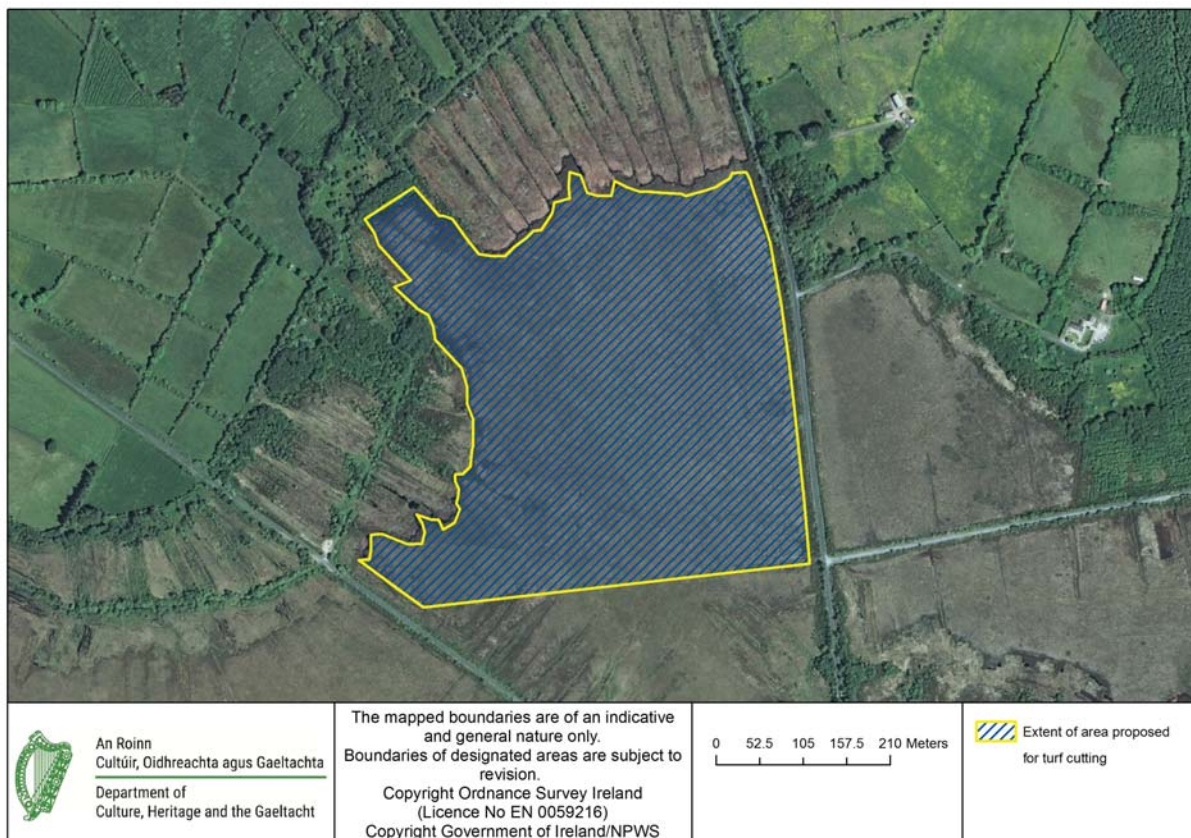 An Roinn
Cultúir, Oidhreachta agus Gaeltachta
Department of
Culture, Heritage and the Gaeltacht
The mapped boundaries are of an indicative
and general nature only.
Boundaries of designated areas are subject to
revision.
Copyright Ordnance Survey Ireland
(Licence No EN 0059216)
Copyright Government of Ireland/NPWS
0 52.5 105 157.5 210 Meters
Extent of area proposed
for turf cutting